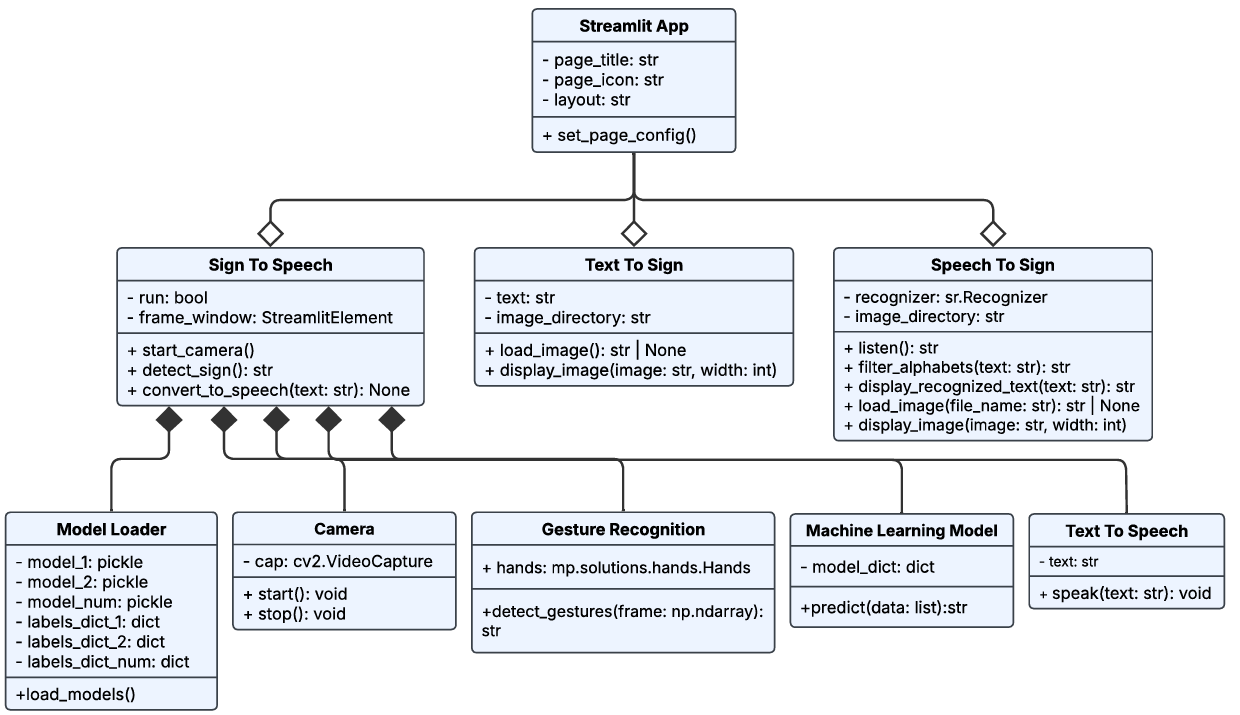 Streamlit App
- page_title: str
- page_icon: str
- layout: str
+ set_page_config()
Sign To Speech
- run: bool
- frame_window: StreamlitElement
+ start_camera()
+ detect_sign(): str
+ convert_to_speech(text: str): None
Text To Sign
- text: str
- image_directory: str
+ load_image(): str | None
+ display_image(image: str, width: int)
Speech To Sign
- recognizer: sr.Recognizer
- image_directory: str
+ listen(): str
+ filter_alphabets(text: str): str
+ display_recognized_text(text: str): str
+ load_image(file_name: str): str | None
+ display_image(image: str, width: int)
Model Loader
- model_1: pickle
- model_2: pickle
- model_num: pickle
- labels_dict_1: dict
- labels_dict_2: dict
- labels_dict_num: dict
+load_models()
Camera
- cap: cv2.VideoCapture
+ start(): void
+ stop(): void
Gesture Recognition
+ hands: mp.solutions.hands.Hands
+detect_gestures(frame: np.ndarray):
str
Machine Learning Model
- model_dict: dict
+predict(data: list):str
Text To Speech
- text: str
+ speak(text: str): void